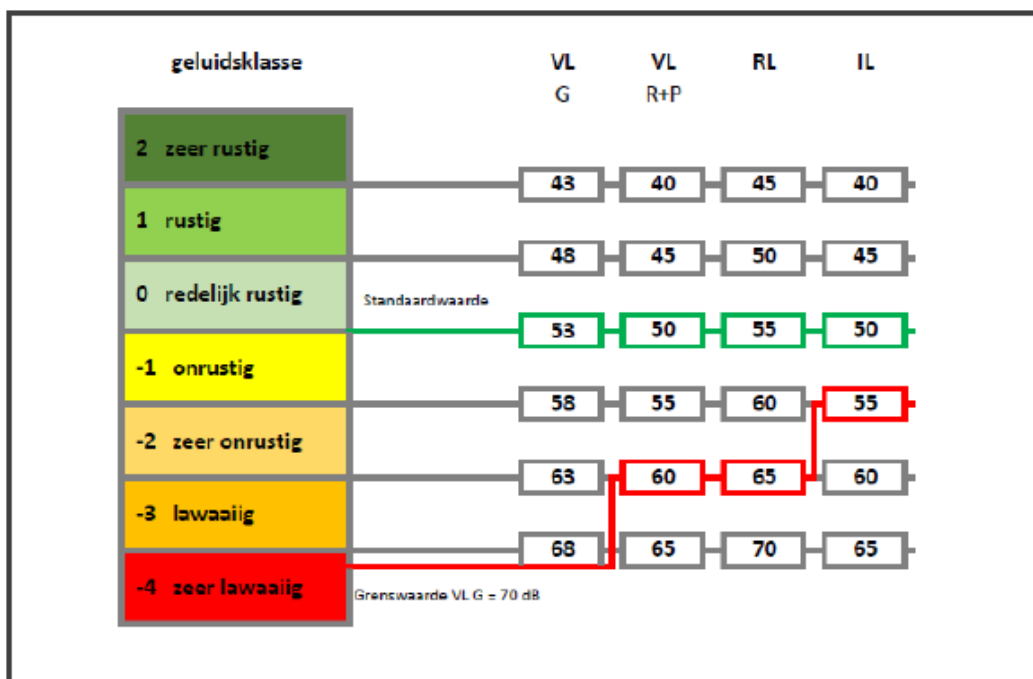 geluidsklasse VL VL RL IL
G R+P
2 zeer rustig
43 40 45 40
1 rustig
48 45 50 45
0 redelijk rustig
Standaardwaarde
53 50 55 50
-1 onrustig
58 55 60 55
-2 zeer onrustig
63 60 65 60
-3 lawaaiig
68 65 70 65
-4 zeer lawaaiig
Grenswaarde VL G = 70 dB